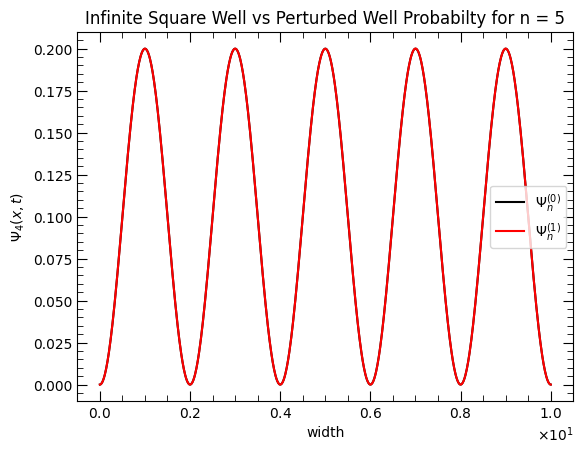 Infinite Square Well vs Perturbed Well Probabilty for n = 5
0.200
0.175
0.150
0.125
0.100
0.075
0.050
0.025
0.000
Ψ₄(x, t)
Ψₙ⁽⁰⁾
Ψₙ⁽¹⁾
0.0 0.2 0.4 0.6 0.8 1.0
width
×10¹